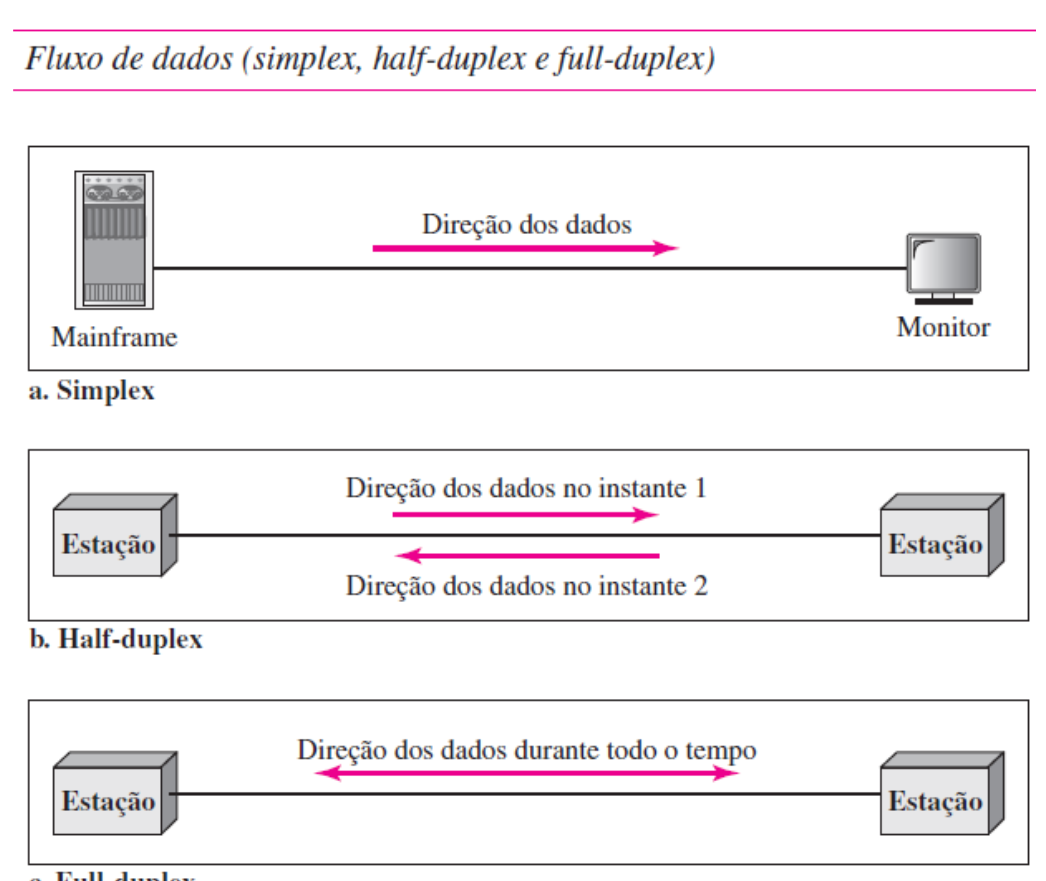 Fluxo de dados (simplex, half-duplex e full-duplex)
Direção dos dados
Mainframe
Monitor
a. Simplex
Direção dos dados no instante 1
Estação
Estação
Direção dos dados no instante 2
b. Half-duplex
Direção dos dados durante todo o tempo
Estação
Estação
c. Full-duplex